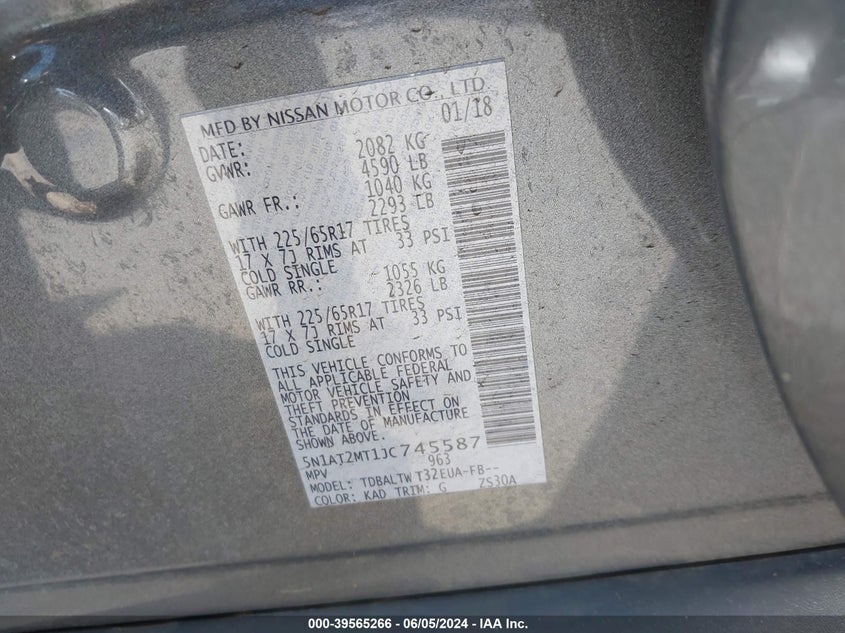 MFD BY NISSAN MOTOR CO., LTD
DATE: 01/18
GVWR: 2082 KG
4590 LB
GAWR FR.: 1040 KG
2293 LB
WITH 225/65R17 TIRES
17 X 7J RIMS AT 33 PSI
COLD SINGLE
GAWR RR.: 1055 KG
2326 LB
WITH 225/65R17 TIRES
17 X 7J RIMS AT 33 PSI
COLD SINGLE
THIS VEHICLE CONFORMS TO
ALL APPLICABLE FEDERAL
MOTOR VEHICLE SAFETY AND
THEFT PREVENTION
STANDARDS IN EFFECT ON
THE DATE OF MANUFACTURE
SHOWN ABOVE.
5N1AT2MT1JC745587
MPV 963
MODEL: TDBALTW T32EUA-FB--
COLOR: KAD TRIM: G ZS30A
000-39565266 - 06/05/2024 - IAA Inc.